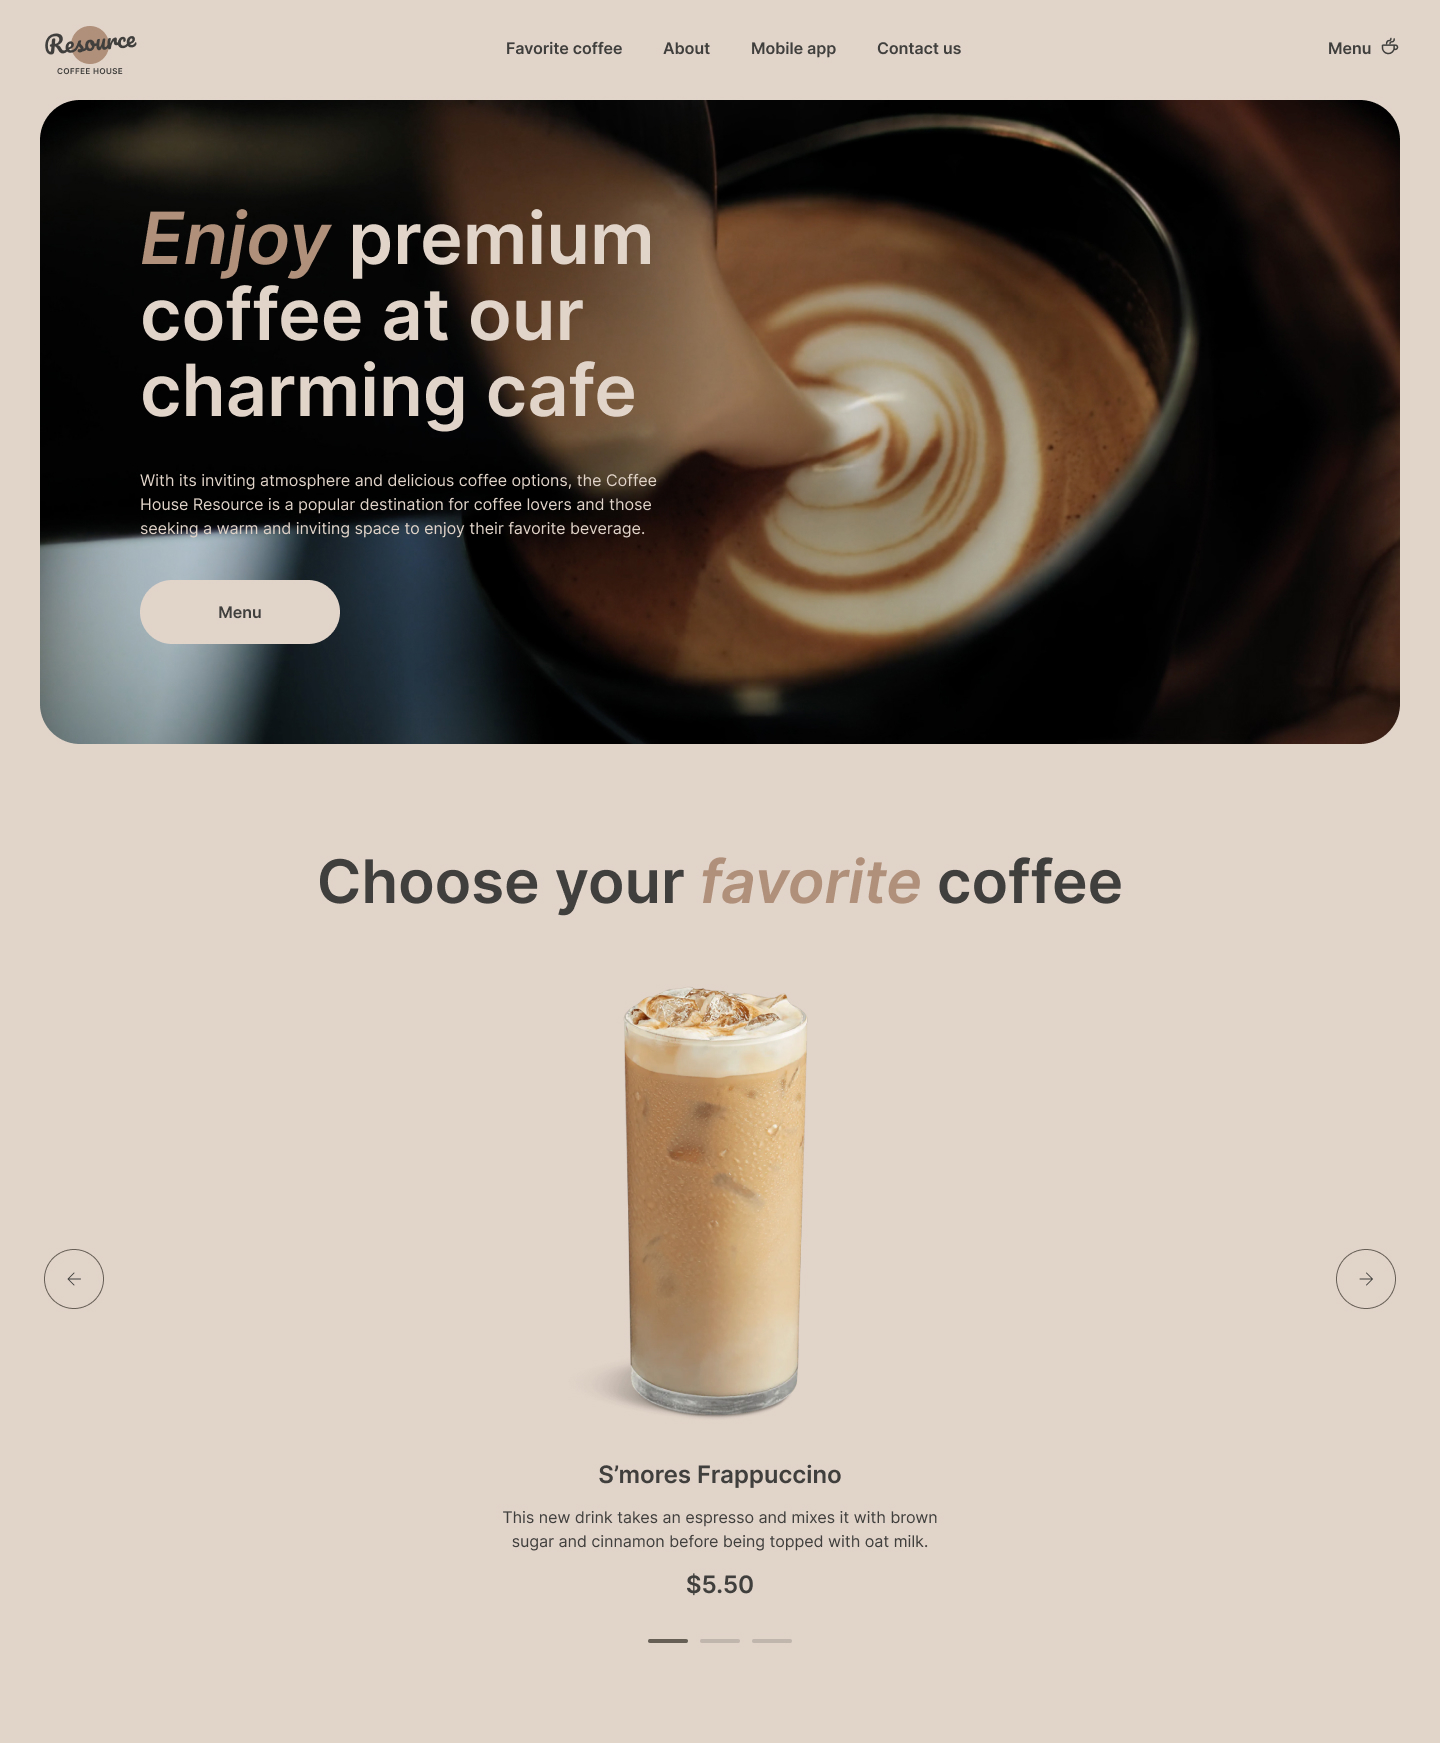 Resource
COFFEE HOUSE
Favorite coffee
About
Mobile app
Contact us
Menu
Enjoy premium
coffee at our
charming cafe
With its inviting atmosphere and delicious coffee options, the Coffee
House Resource is a popular destination for coffee lovers and those
seeking a warm and inviting space to enjoy their favorite beverage.
Menu
Choose your favorite coffee
S’mores Frappuccino
This new drink takes an espresso and mixes it with brown
sugar and cinnamon before being topped with oat milk.
$5.50